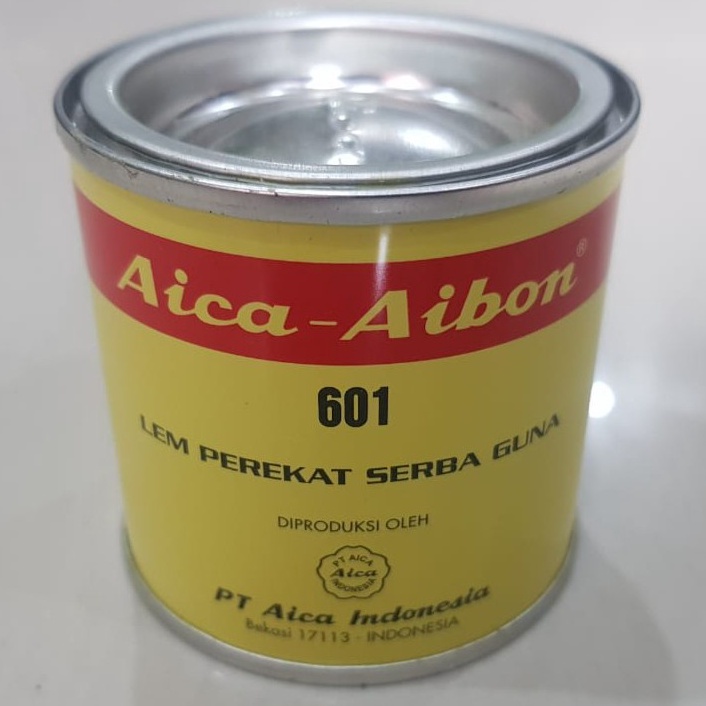 Aica-Aibon®
601
LEM PEREKAT SERBA GUNA
DIPRODUKSI OLEH
PT AICA
Aica
INDONESIA
PT Aica Indonesia
Bekasi 17113 - INDONESIA